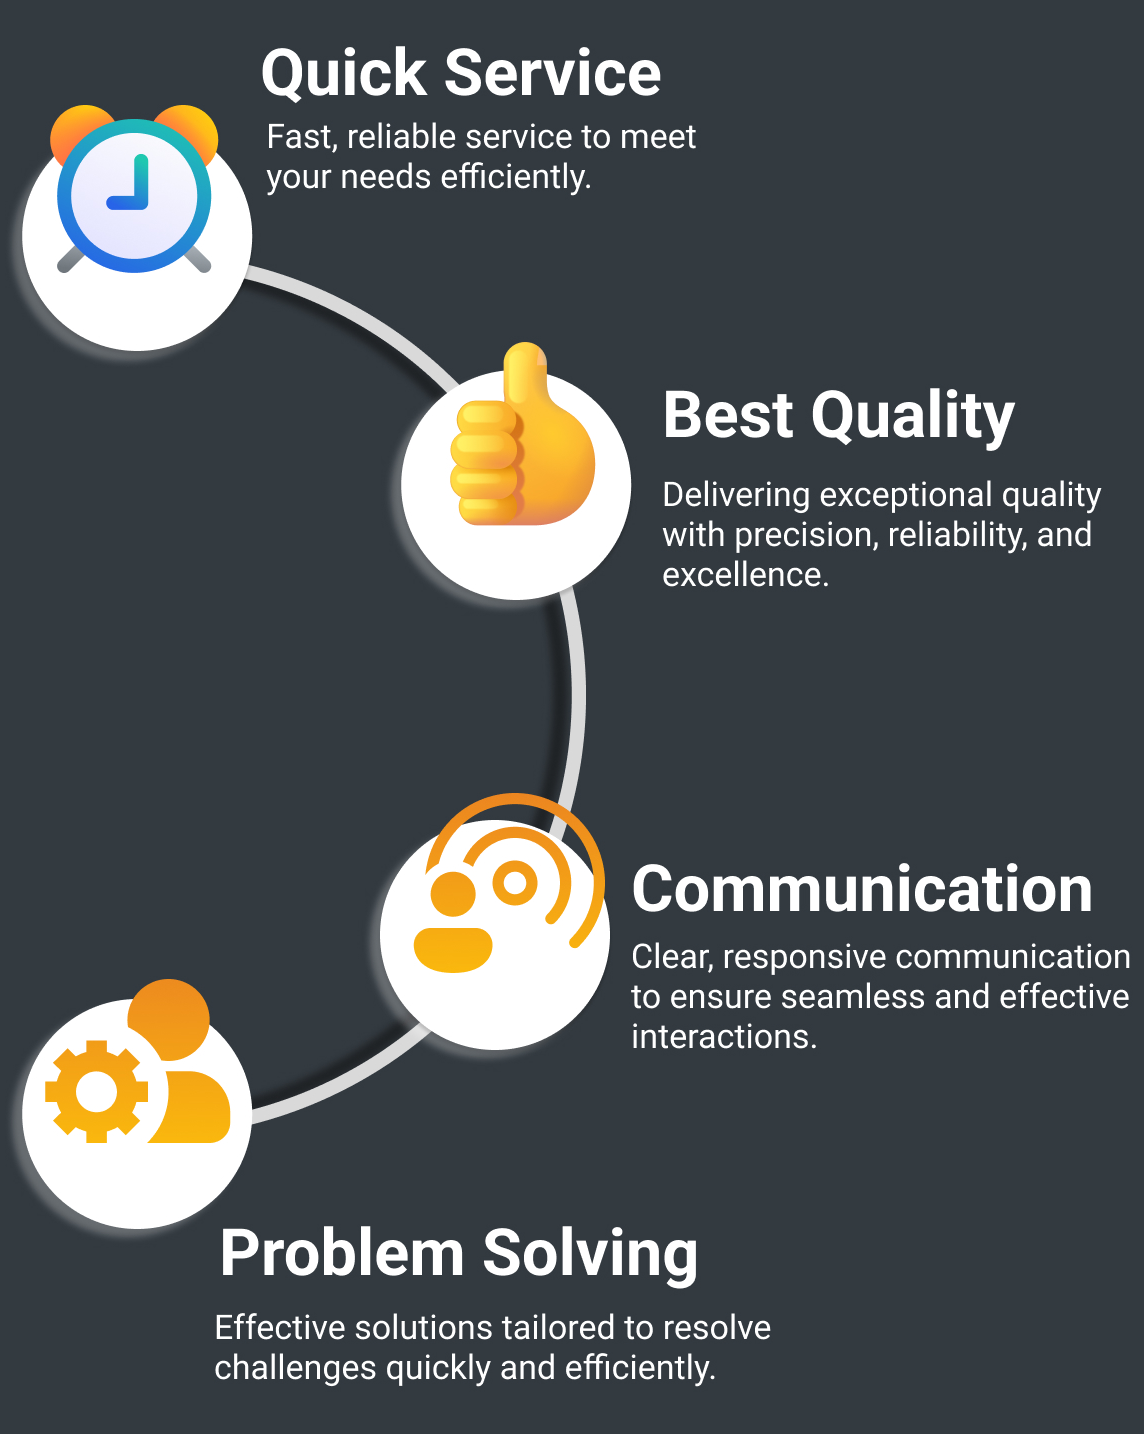 Quick Service
Fast, reliable service to meet
your needs efficiently.
Best Quality
Delivering exceptional quality
with precision, reliability, and
excellence.
Communication
Clear, responsive communication
to ensure seamless and effective
interactions.
Problem Solving
Effective solutions tailored to resolve
challenges quickly and efficiently.